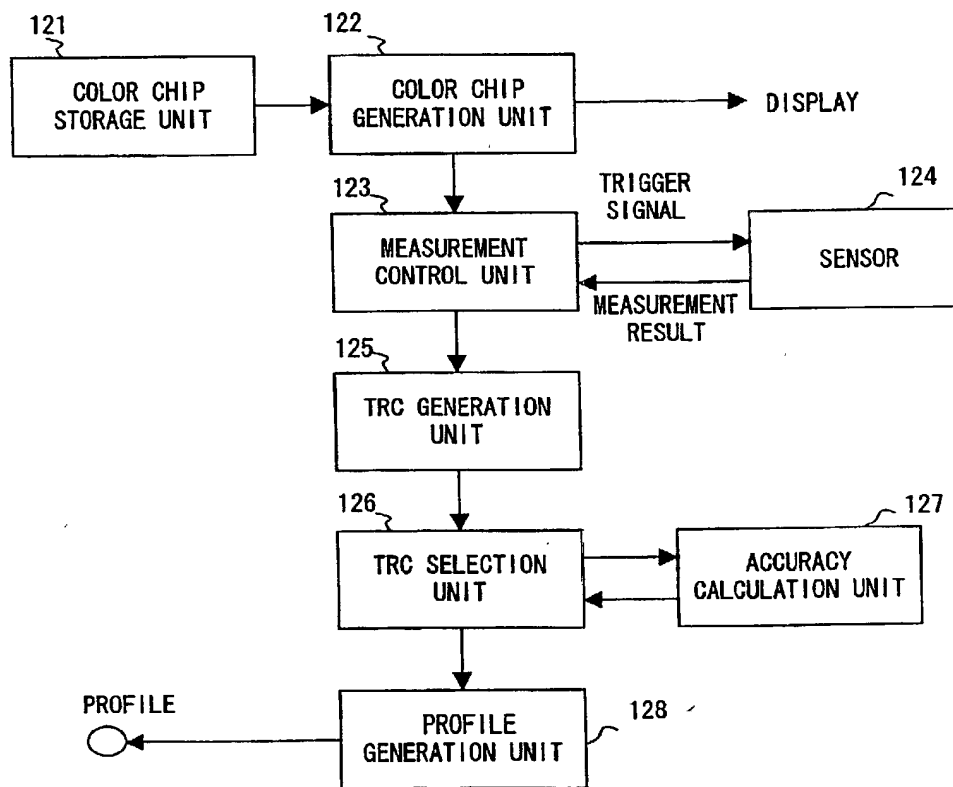 121
COLOR CHIP
STORAGE UNIT
122
COLOR CHIP
GENERATION UNIT
DISPLAY
123
MEASUREMENT
CONTROL UNIT
TRIGGER
SIGNAL
MEASUREMENT
RESULT
124
SENSOR
125
TRC GENERATION
UNIT
126
TRC SELECTION
UNIT
127
ACCURACY
CALCULATION UNIT
PROFILE
PROFILE
GENERATION UNIT
128